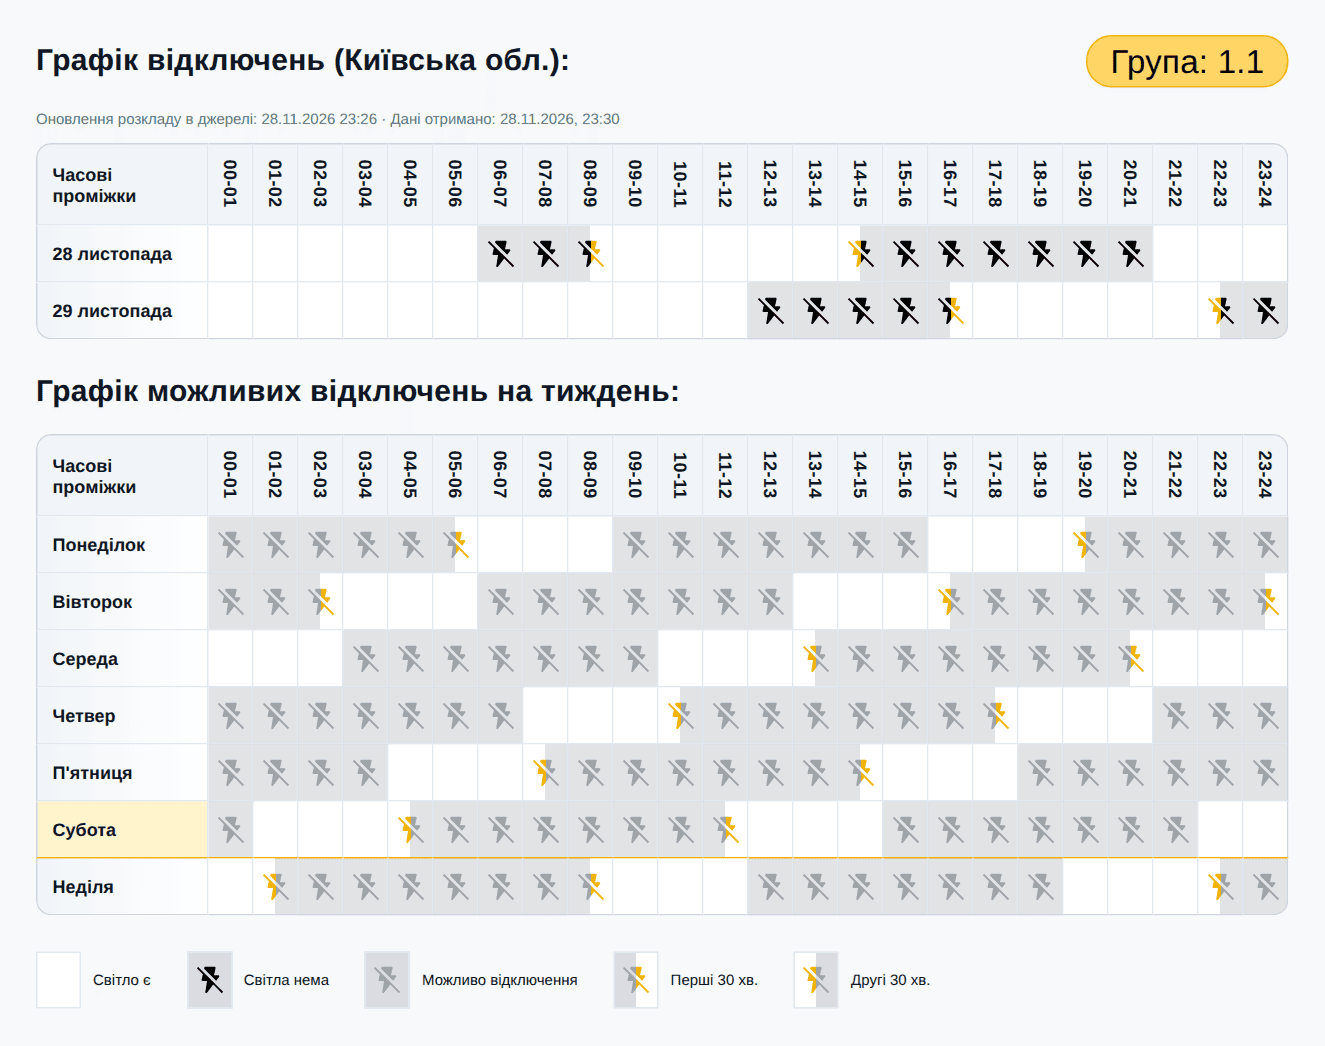 Графік відключень (Київська обл.):
Група: 1.1
Оновлення розкладу в джерелі: 28.11.2026 23:26 · Дані отримано: 28.11.2026, 23:30
Часові проміжки 00-01 01-02 02-03 03-04 04-05 05-06 06-07 07-08 08-09 09-10 10-11 11-12 12-13 13-14 14-15 15-16 16-17 17-18 18-19 19-20 20-21 21-22 22-23 23-24
28 листопада
29 листопада
Графік можливих відключень на тиждень:
Часові проміжки 00-01 01-02 02-03 03-04 04-05 05-06 06-07 07-08 08-09 09-10 10-11 11-12 12-13 13-14 14-15 15-16 16-17 17-18 18-19 19-20 20-21 21-22 22-23 23-24
Понеділок
Вівторок
Середа
Четвер
П'ятниця
Субота
Неділя
Світло є Світла нема Можливо відключення Перші 30 хв. Другі 30 хв.